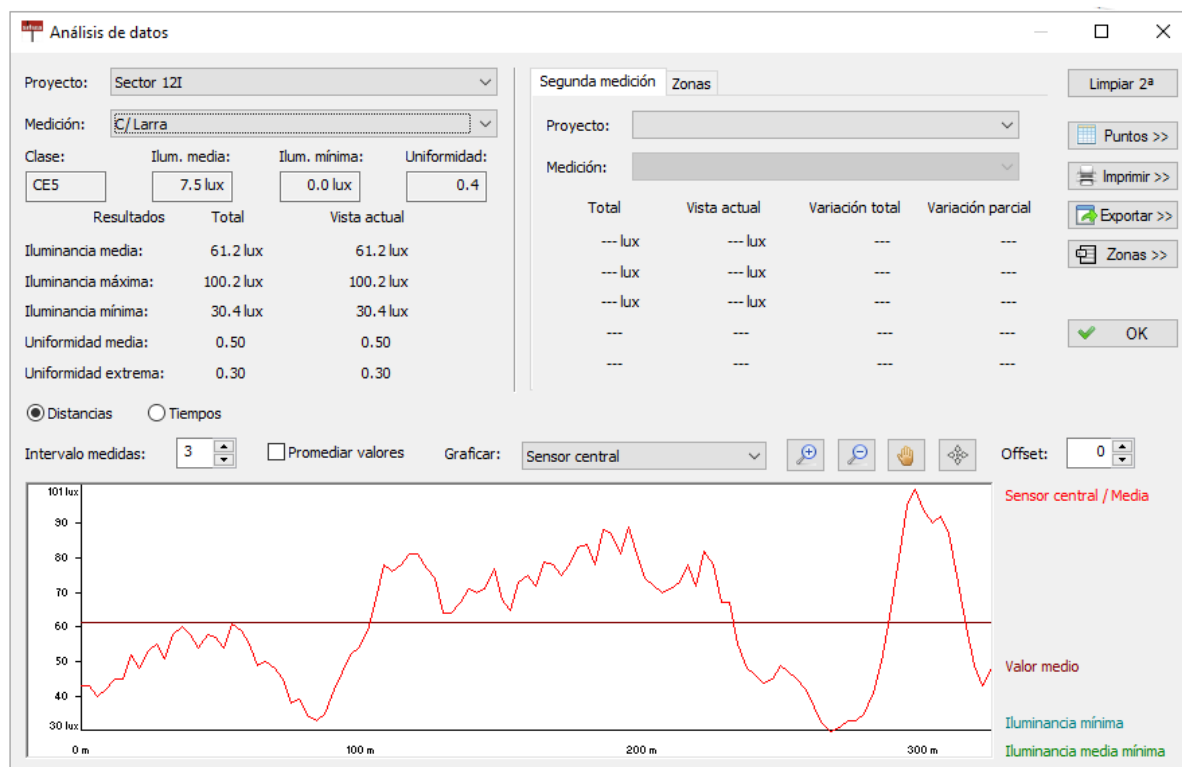 Análisis de datos
Proyecto: Sector 12I
Medición: C/ Larra
Clase: Ilum. media: Ilum. mínima: Uniformidad:
CE5 7.5 lux 0.0 lux 0.4
Resultados Total Vista actual
Iluminancia media: 61.2 lux 61.2 lux
Iluminancia máxima: 100.2 lux 100.2 lux
Iluminancia mínima: 30.4 lux 30.4 lux
Uniformidad media: 0.50 0.50
Uniformidad extrema: 0.30 0.30
Segunda medición Zonas
Proyecto:
Medición:
Total Vista actual Variación total Variación parcial
--- lux --- lux --- ---
--- lux --- lux --- ---
--- lux --- lux --- ---
--- --- --- ---
--- --- --- ---
Limpiar 2ª
Puntos >>
Imprimir >>
Exportar >>
Zonas >>
OK
Distancias Tiempos
Intervalo medidas: 3 Promediar valores Graficar: Sensor central Offset: 0
101 lux
90
80
70
60
50
40
30 lux
0 m 100 m 200 m 300 m
Sensor central / Media
Valor medio
Iluminancia mínima
Iluminancia media mínima